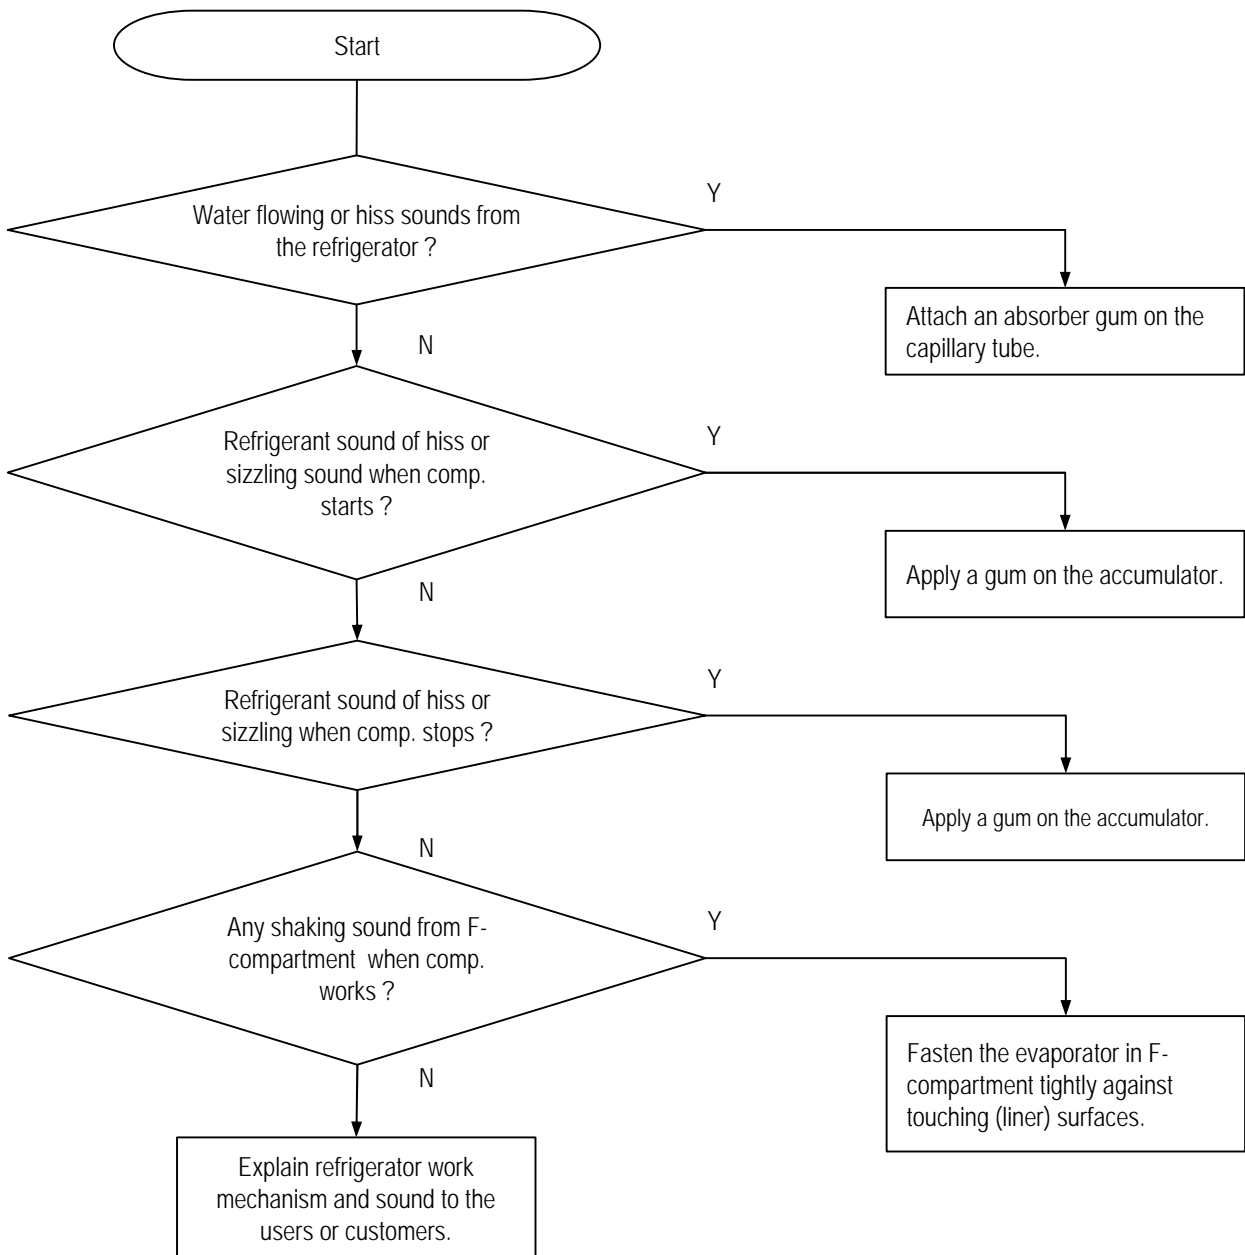 Start
Water flowing or hiss sounds from
the refrigerator ?
Y
Attach an absorber gum on the
capillary tube.
N
Refrigerant sound of hiss or
sizzling sound when comp.
starts ?
Y
Apply a gum on the accumulator.
N
Refrigerant sound of hiss or
sizzling when comp. stops ?
Y
Apply a gum on the accumulator.
N
Any shaking sound from F-
compartment when comp.
works ?
Y
Fasten the evaporator in F-
compartment tightly against
touching (liner) surfaces.
N
Explain refrigerator work
mechanism and sound to the
users or customers.